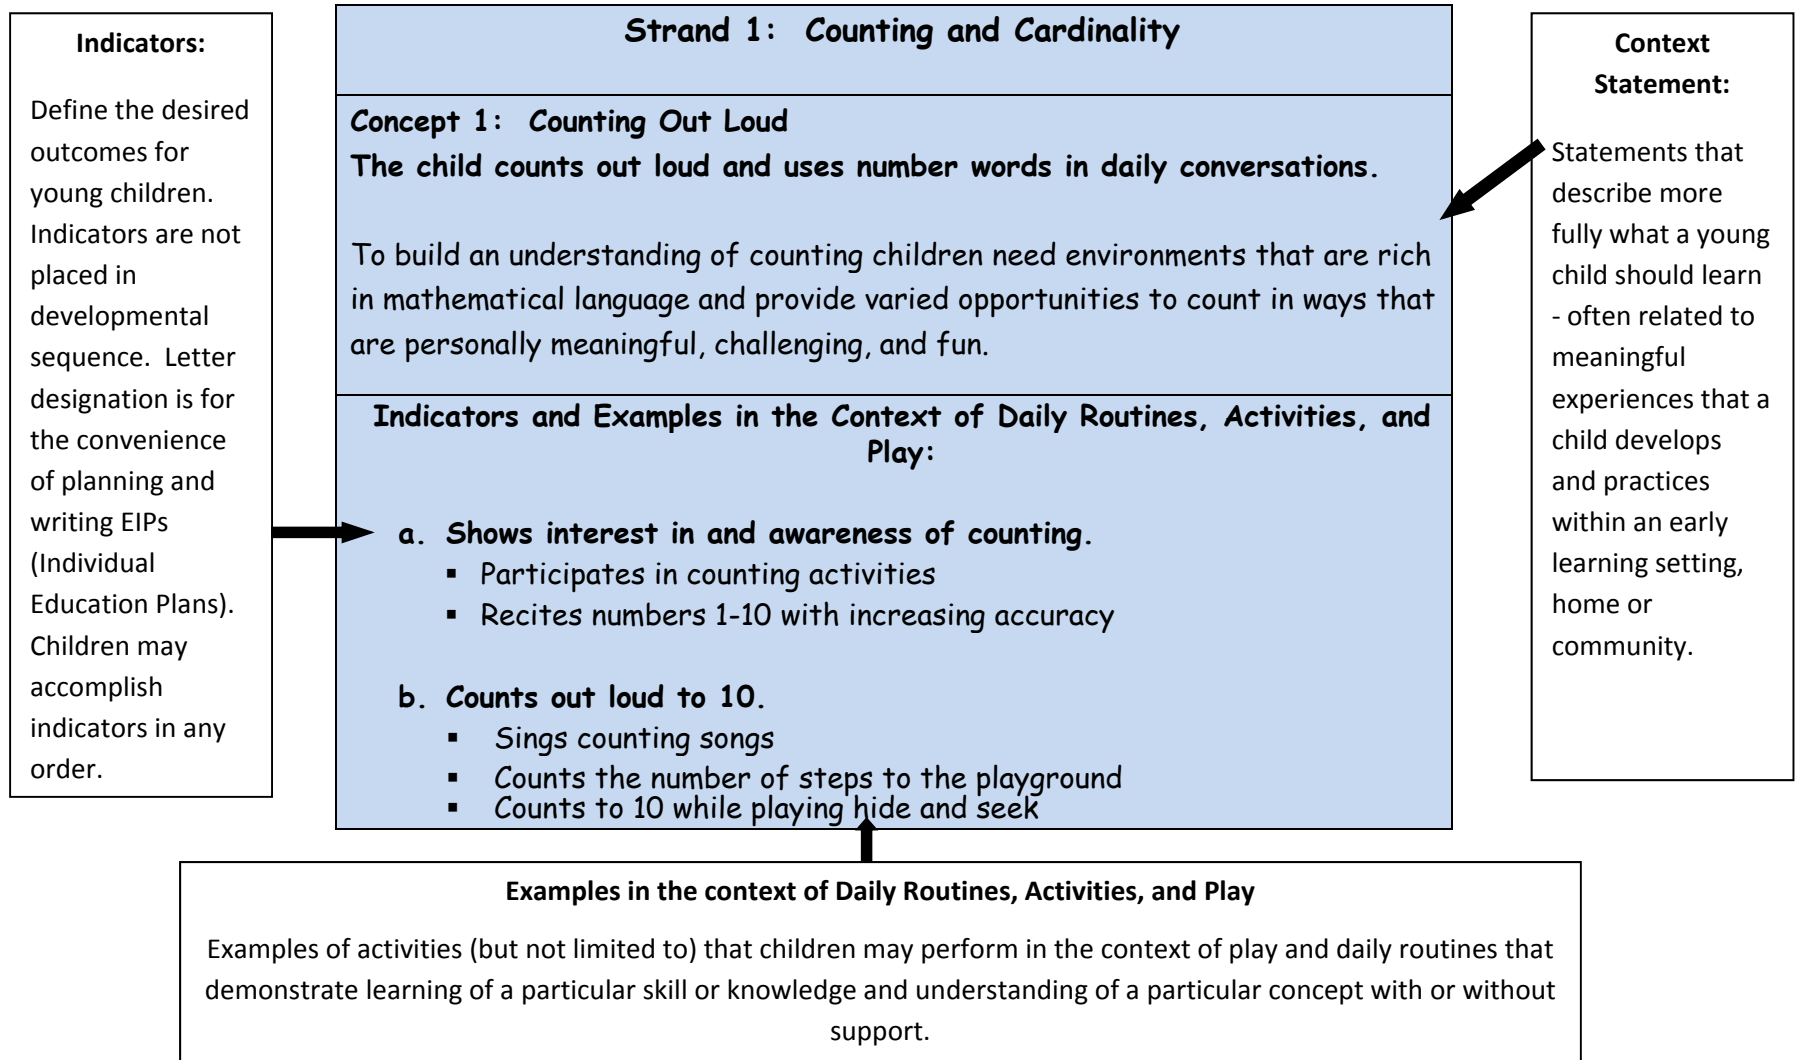 Indicators:
Define the desired
outcomes for
young children.
Indicators are not
placed in
developmental
sequence.  Letter
designation is for
the convenience
of planning and
writing EIPs
(Individual
Education Plans).
Children may
accomplish
indicators in any
order.
Strand 1:  Counting and Cardinality
Concept 1:  Counting Out Loud
The child counts out loud and uses number words in daily conversations.
To build an understanding of counting children need environments that are rich
in mathematical language and provide varied opportunities to count in ways that
are personally meaningful, challenging, and fun.
Indicators and Examples in the Context of Daily Routines, Activities, and
Play:
a. Shows interest in and awareness of counting.
▪ Participates in counting activities
▪ Recites numbers 1-10 with increasing accuracy
b. Counts out loud to 10.
▪ Sings counting songs
▪ Counts the number of steps to the playground
▪ Counts to 10 while playing hide and seek
Context
Statement:
Statements that
describe more
fully what a young
child should learn
- often related to
meaningful
experiences that a
child develops
and practices
within an early
learning setting,
home or
community.
Examples in the context of Daily Routines, Activities, and Play
Examples of activities (but not limited to) that children may perform in the context of play and daily routines that
demonstrate learning of a particular skill or knowledge and understanding of a particular concept with or without
support.